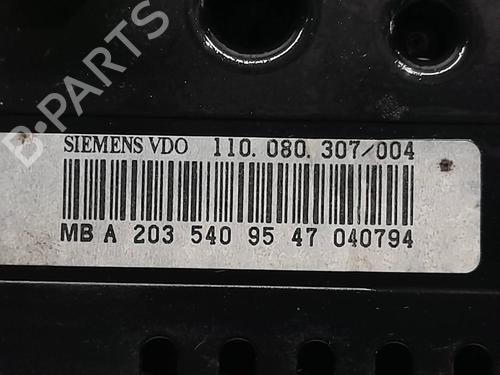 B-PARTS
SIEMENS VDO 110.080.307/004
MB A 203 540 95 47 040794